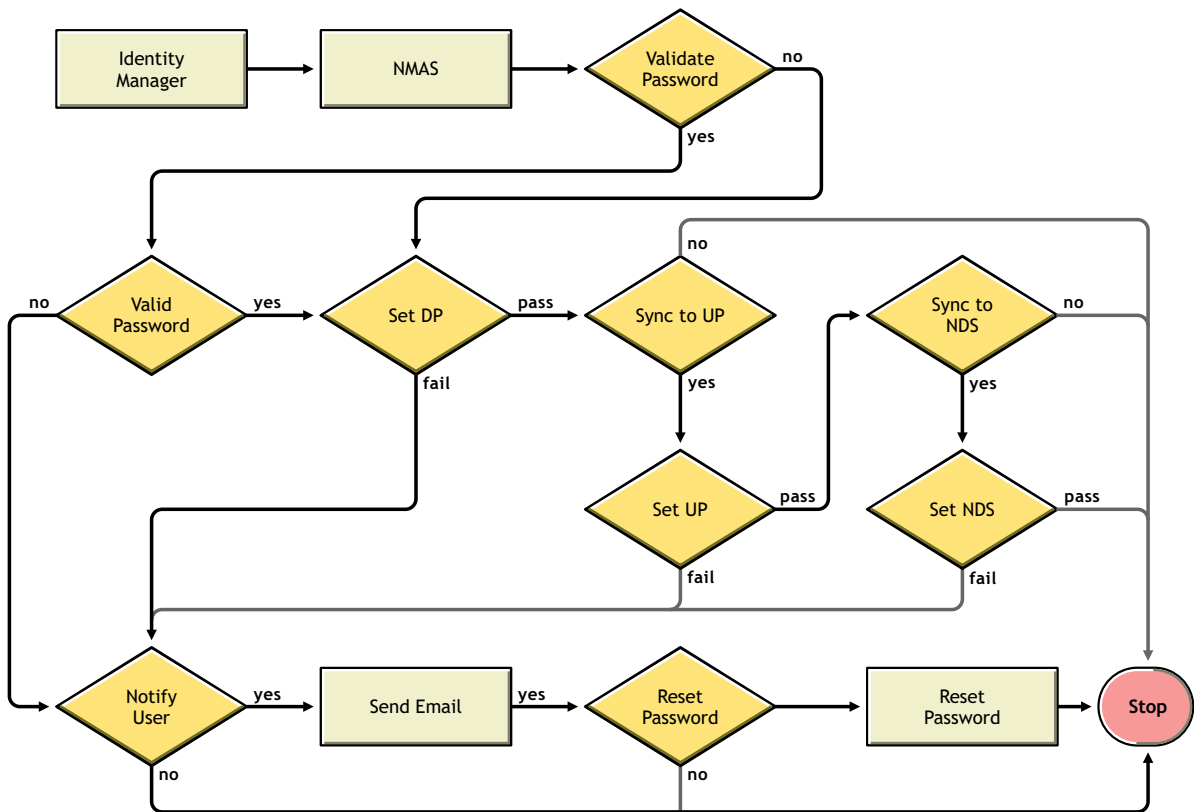 Identity
Manager
NMAS
Validate
Password
no
yes
no
Valid
Password
yes
Set DP
pass
fail
no
Sync to UP
yes
Sync to
NDS
no
yes
Set UP
pass
fail
Set NDS
pass
fail
Notify
User
yes
no
Send Email
yes
Reset
Password
no
Reset
Password
Stop